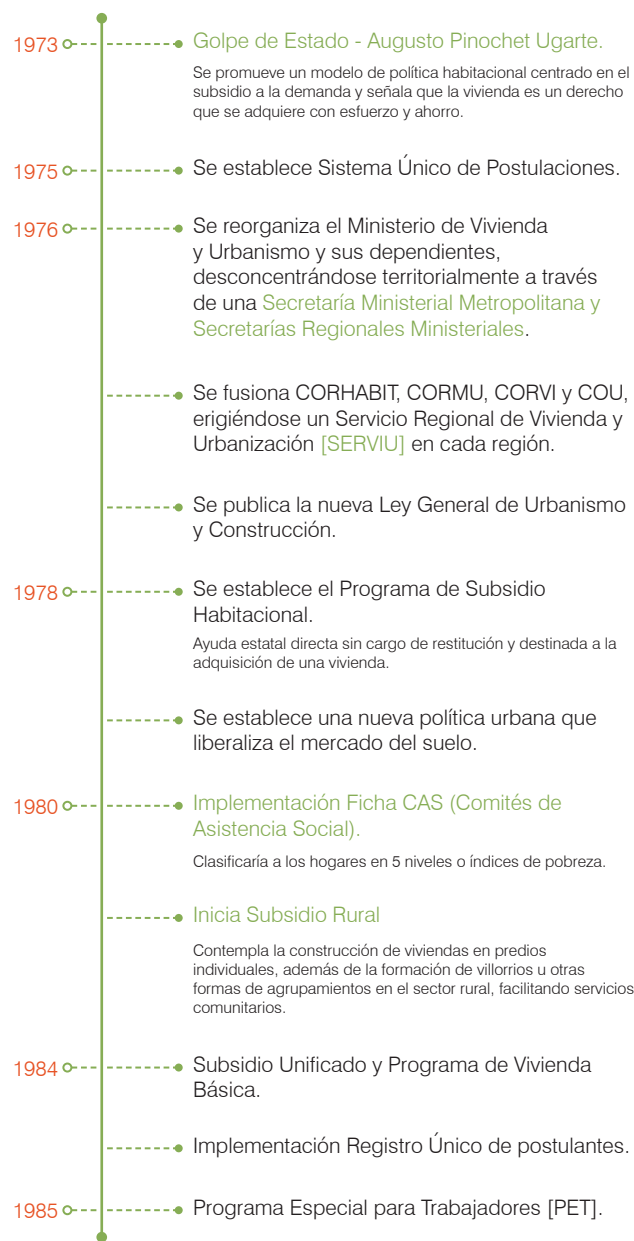 1973
Golpe de Estado - Augusto Pinochet Ugarte.
Se promueve un modelo de política habitacional centrado en el
subsidio a la demanda y señala que la vivienda es un derecho
que se adquiere con esfuerzo y ahorro.
1975
Se establece Sistema Único de Postulaciones.
1976
Se reorganiza el Ministerio de Vivienda
y Urbanismo y sus dependientes,
desconcentrándose territorialmente a través
de una Secretaría Ministerial Metropolitana y
Secretarías Regionales Ministeriales.
Se fusiona CORHABIT, CORMU, CORVI y COU,
erigiéndose un Servicio Regional de Vivienda y
Urbanización [SERVIU] en cada región.
Se publica la nueva Ley General de Urbanismo
y Construcción.
1978
Se establece el Programa de Subsidio
Habitacional.
Ayuda estatal directa sin cargo de restitución y destinada a la
adquisición de una vivienda.
Se establece una nueva política urbana que
liberaliza el mercado del suelo.
1980
Implementación Ficha CAS (Comités de
Asistencia Social).
Clasificaría a los hogares en 5 niveles o índices de pobreza.
Inicia Subsidio Rural
Contempla la construcción de viviendas en predios
individuales, además de la formación de villorrios u otras
formas de agrupamientos en el sector rural, facilitando servicios
comunitarios.
1984
Subsidio Unificado y Programa de Vivienda
Básica.
Implementación Registro Único de postulantes.
1985
Programa Especial para Trabajadores [PET].